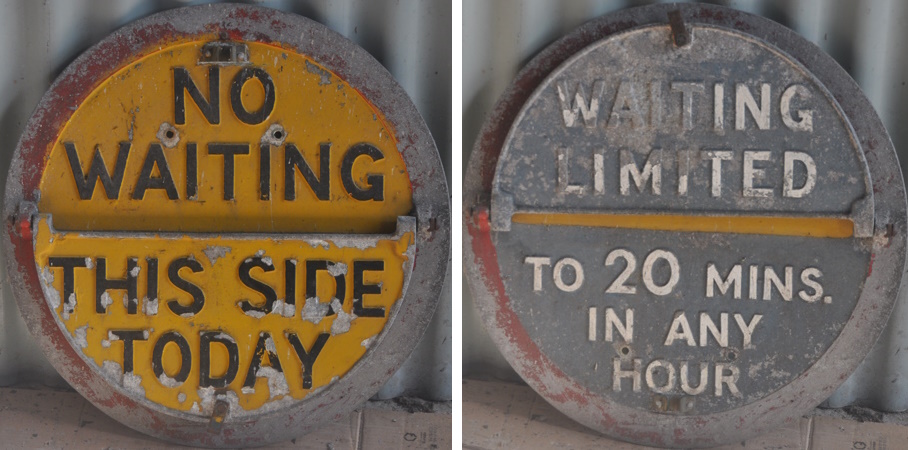 NO
WAITING
THIS SIDE
TODAY
WAITING
LIMITED
TO 20 MINS.
IN ANY
HOUR